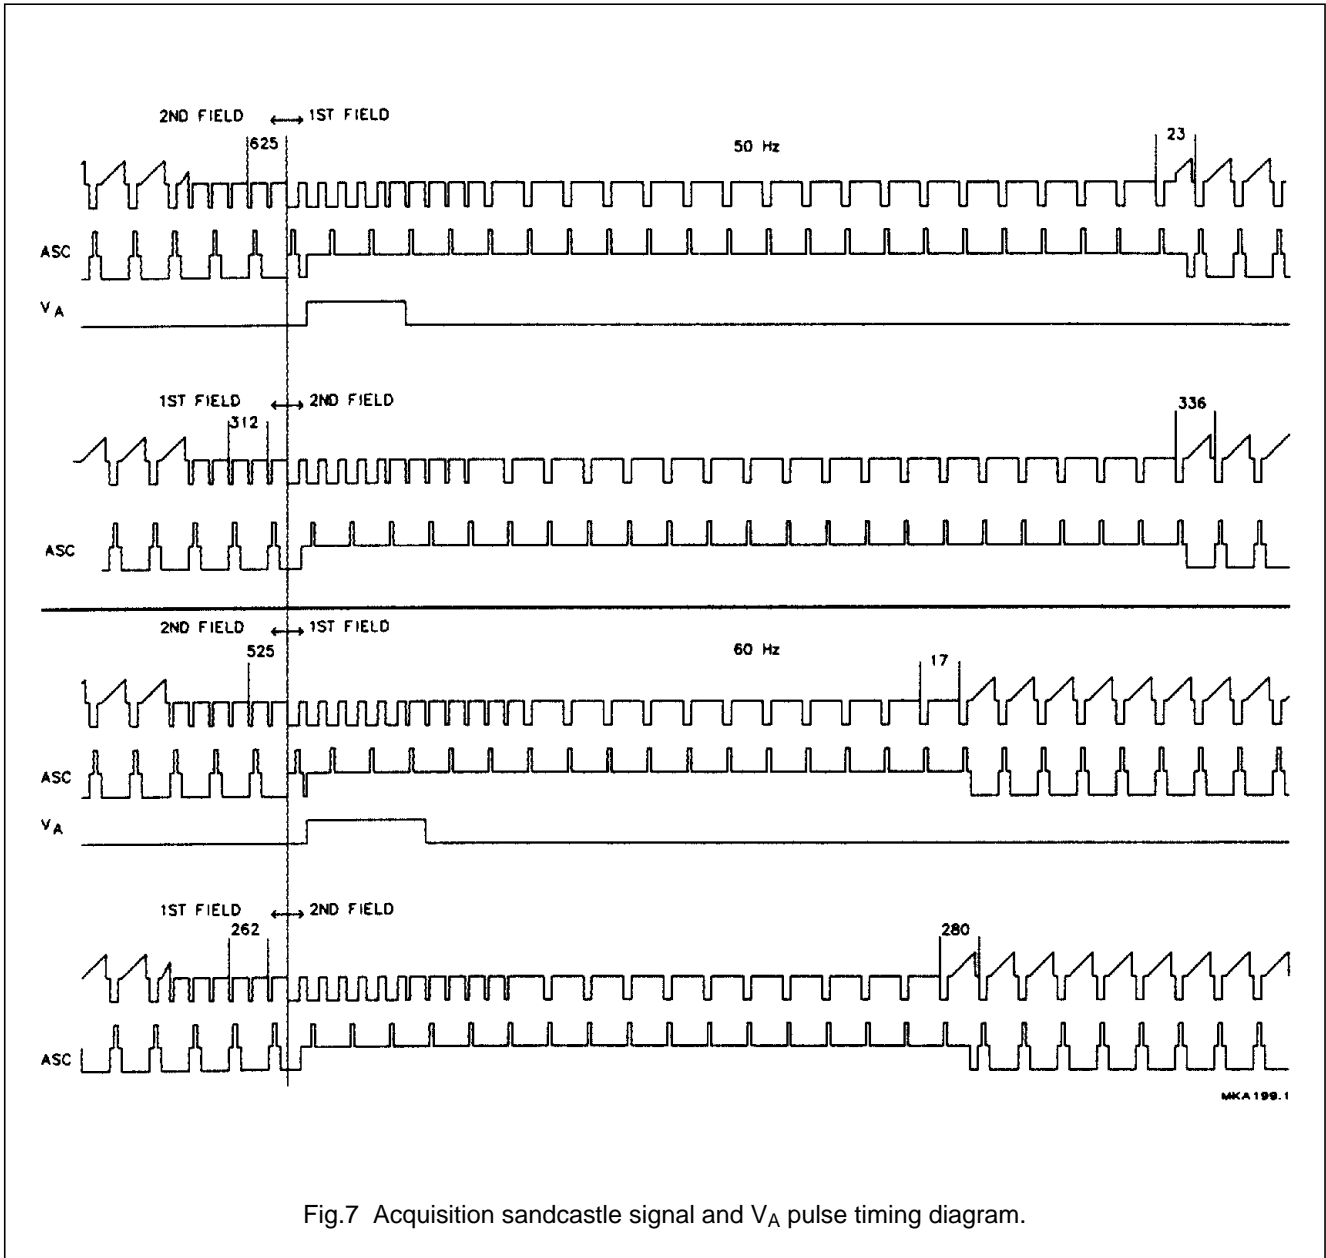 2ND FIELD ↔ 1ST FIELD
625
50 Hz
23
ASC
VA
1ST FIELD ↔ 2ND FIELD
312
336
ASC
2ND FIELD ↔ 1ST FIELD
525
60 Hz
17
ASC
VA
1ST FIELD ↔ 2ND FIELD
262
280
ASC
MKA199.1
Fig.7 Acquisition sandcastle signal and VA pulse timing diagram.